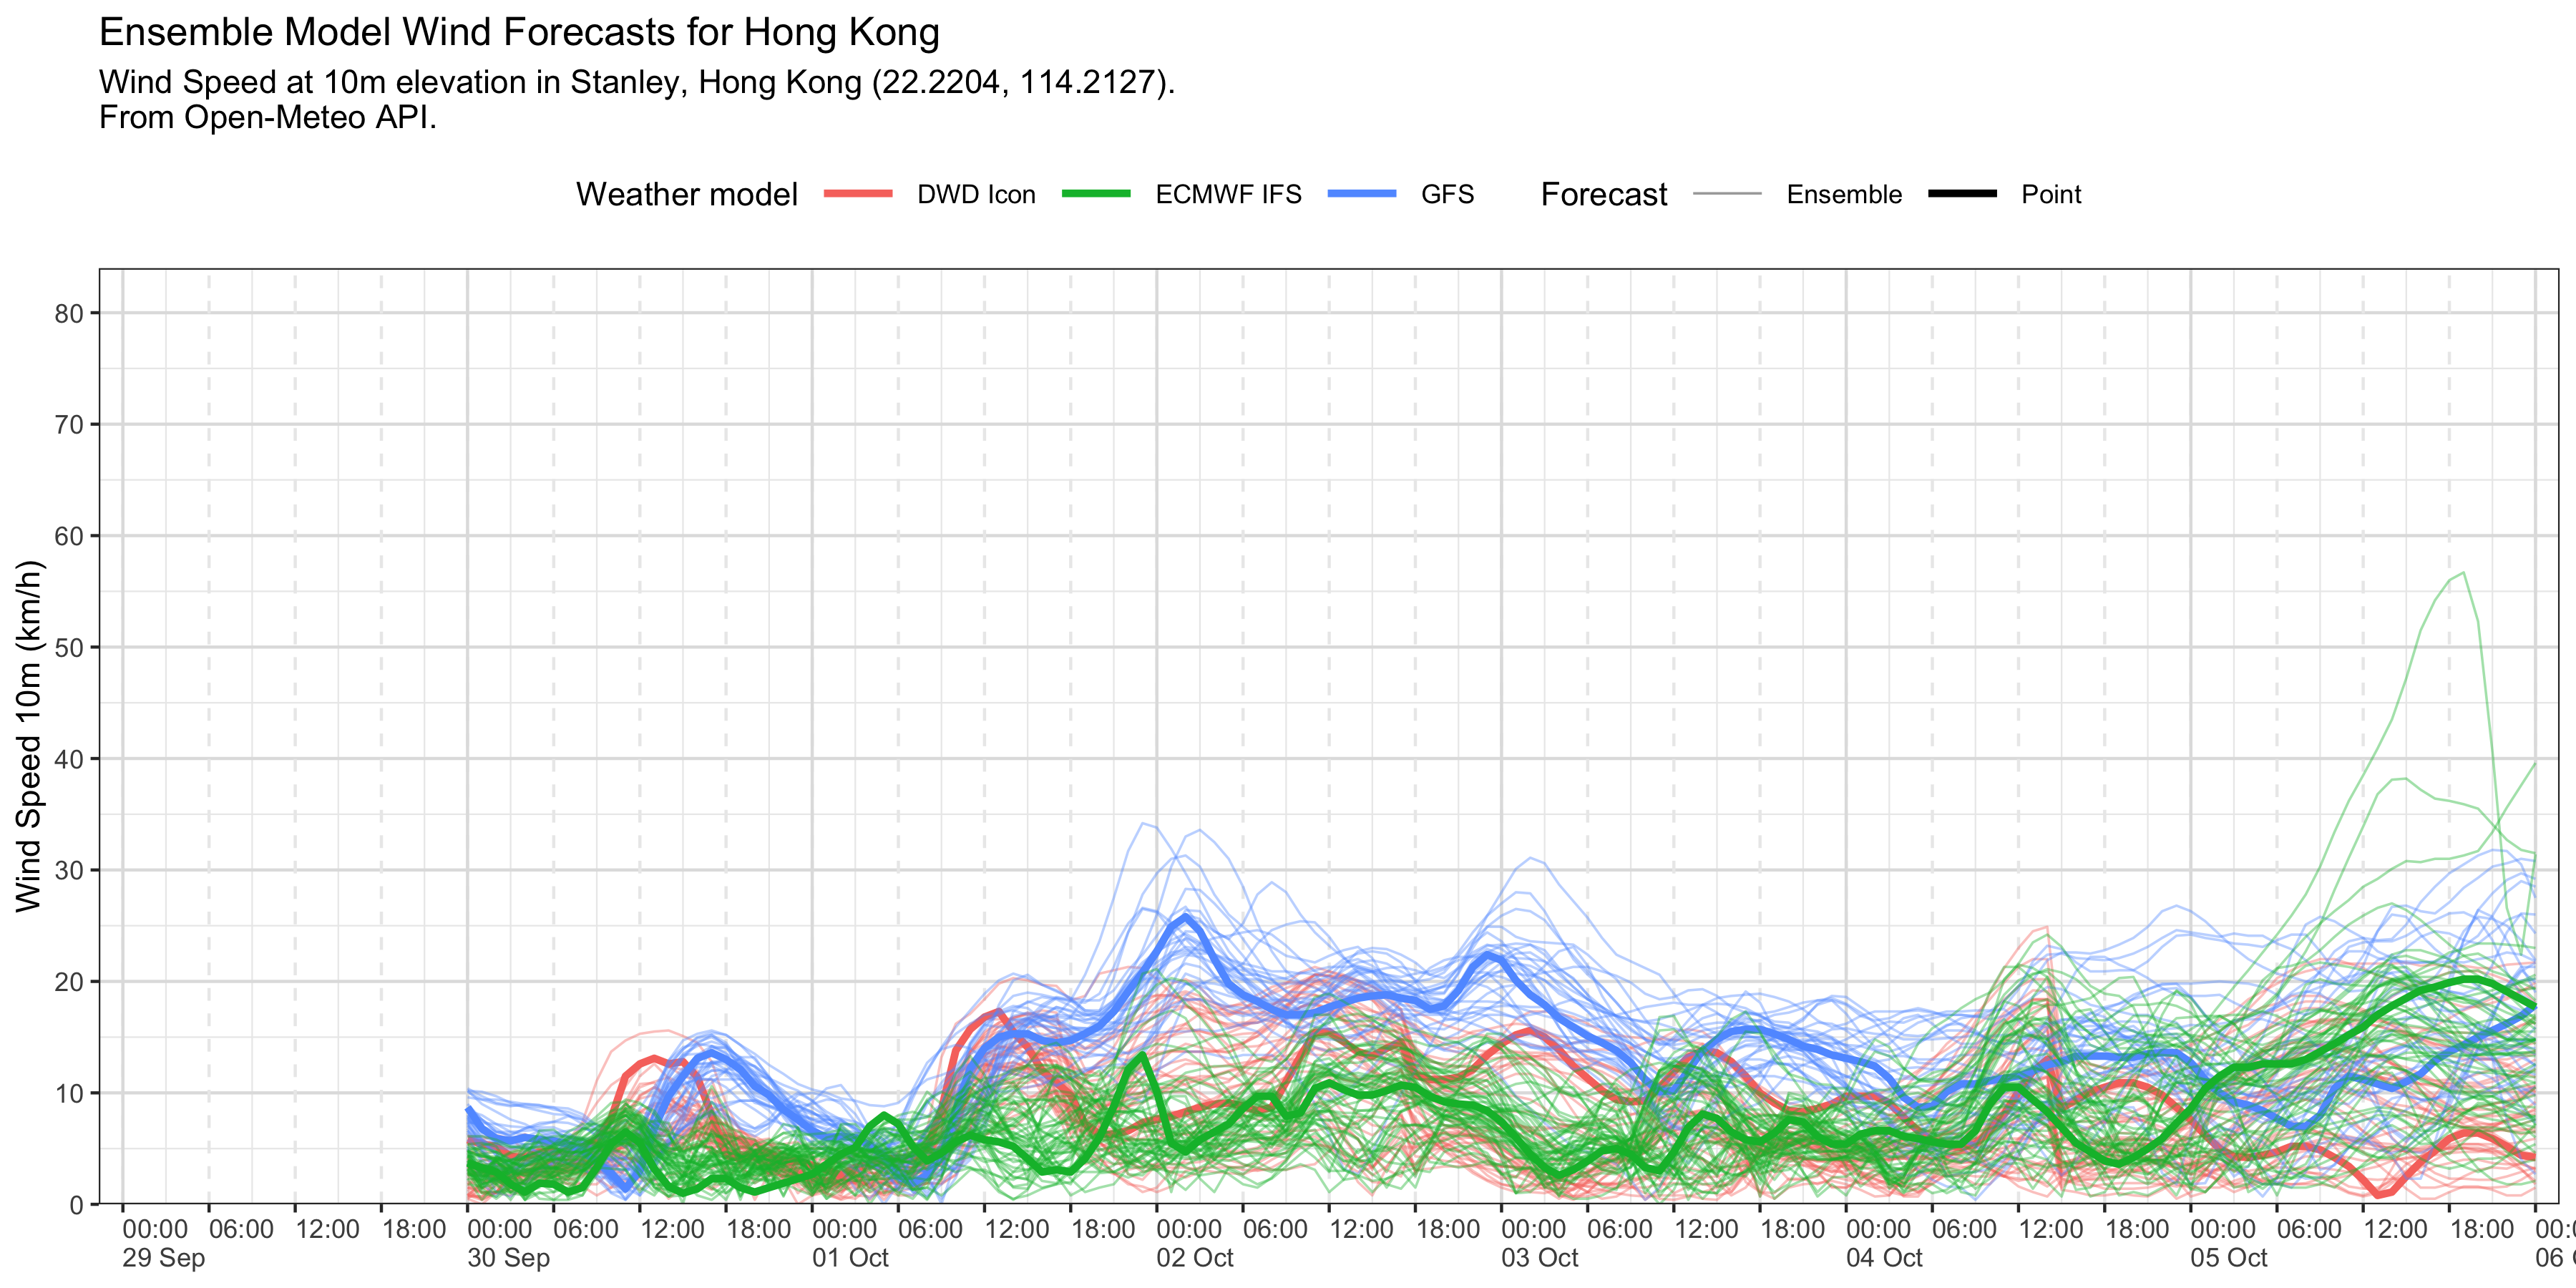 Ensemble Model Wind Forecasts for Hong Kong
Wind Speed at 10m elevation in Stanley, Hong Kong (22.2204, 114.2127).
From Open-Meteo API.
Weather model DWD Icon ECMWF IFS GFS Forecast Ensemble Point
Wind Speed 10m (km/h)
80
70
60
50
40
30
20
10
0
00:00 06:00 12:00 18:00 00:00 06:00 12:00 18:00 00:00 06:00 12:00 18:00 00:00 06:00 12:00 18:00 00:00 06:00 12:00 18:00 00:00 06:00 12:00 18:00 00:00 06:00 12:00 18:00
29 Sep 30 Sep 01 Oct 02 Oct 03 Oct 04 Oct 05 Oct 06